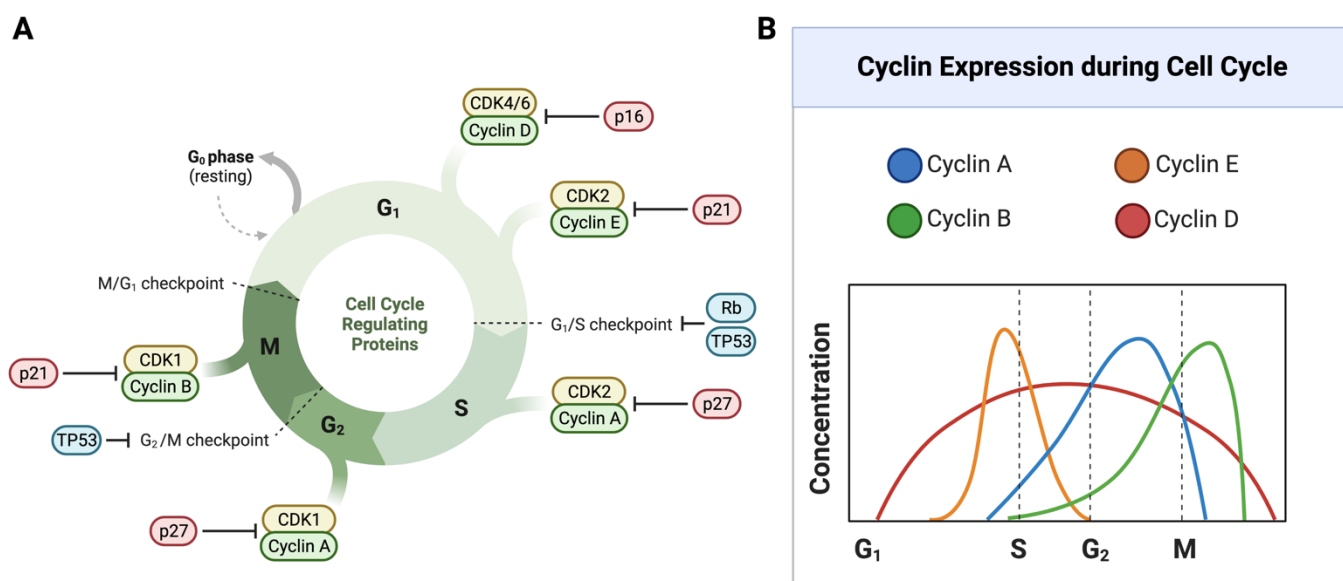 A
CDK4/6
Cyclin D
p16
G₀ phase
(resting)
G₁
CDK2
Cyclin E
p21
M/G₁ checkpoint
Cell Cycle
Regulating
Proteins
G₁/S checkpoint
Rb
TP53
M
p21
CDK1
Cyclin B
S
CDK2
Cyclin A
p27
G₂
TP53
G₂/M checkpoint
p27
CDK1
Cyclin A
B
Cyclin Expression during Cell Cycle
Cyclin A
Cyclin E
Cyclin B
Cyclin D
Concentration
G₁ S G₂ M